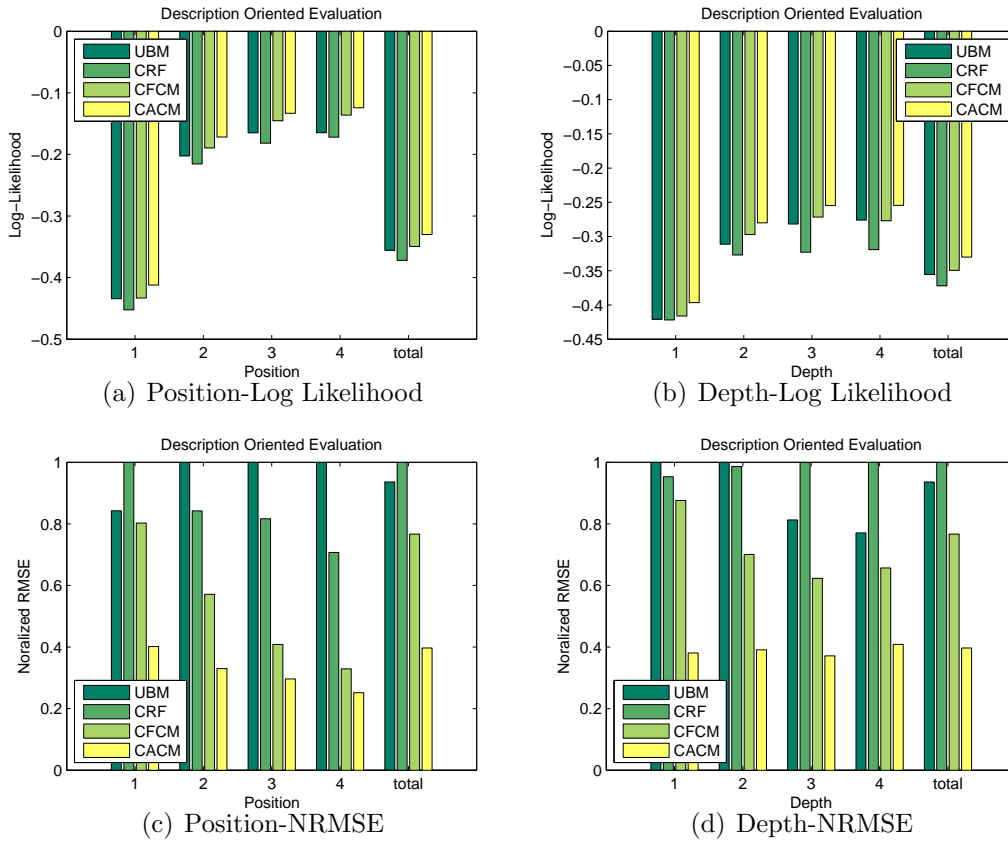 Description Oriented Evaluation
0
−0.1
−0.2
−0.3
−0.4
−0.5
Log−Likelihood
UBM
CRF
CFCM
CACM
1 2 3 4 total
Position
(a) Position-Log Likelihood
Description Oriented Evaluation
0
−0.05
−0.1
−0.15
−0.2
−0.25
−0.3
−0.35
−0.4
−0.45
Log−Likelihood
UBM
CRF
CFCM
CACM
1 2 3 4 total
Depth
(b) Depth-Log Likelihood
Description Oriented Evaluation
1
0.8
0.6
0.4
0.2
0
Noralized RMSE
UBM
CRF
CFCM
CACM
1 2 3 4 total
Position
(c) Position-NRMSE
Description Oriented Evaluation
1
0.8
0.6
0.4
0.2
0
Noralized RMSE
UBM
CRF
CFCM
CACM
1 2 3 4 total
Depth
(d) Depth-NRMSE